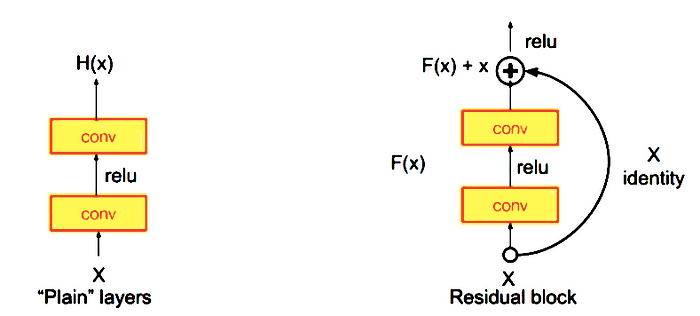 H(x)
conv
relu
conv
X
“Plain” layers
relu
F(x) + x
+
conv
F(x)
relu
conv
X
identity
X
Residual block